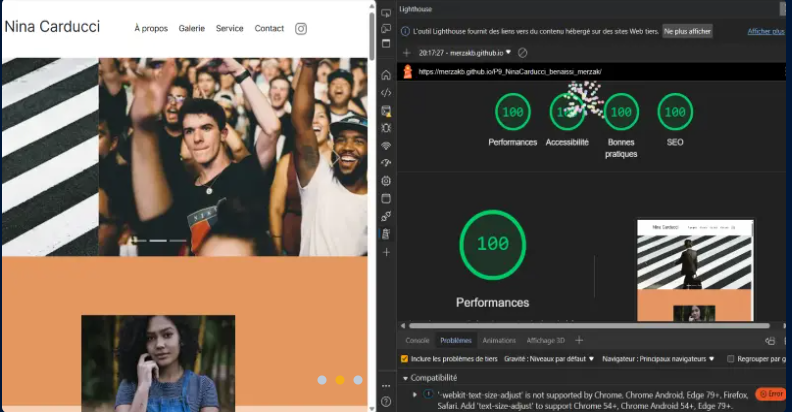 Nina Carducci
À propos
Galerie
Service
Contact
Lighthouse
L'outil Lighthouse fournit des liens vers du contenu hébergé sur des sites Web tiers.
Ne plus afficher
Afficher plus
20:17:27 - merzakb.github.io
https://merzakb.github.io/P9_NinaCarducci_benaissi_merzak/
100
100
100
Performances
Accessibilité
Bonnes
pratiques
SEO
100
Performances
Nina Carducci
Console
Problèmes
Animations
Affichage 3D
Inclure les problèmes de tiers
Gravité : Niveaux par défaut
Navigateur : Principaux navigateurs
Regrouper par g
Compatibilité
'-webkit-text-size-adjust' is not supported by Chrome, Chrome Android, Edge 79+, Firefox,
Safari. Add 'text-size-adjust' to support Chrome 54+, Chrome Android 54+, Edge 79+.
Error